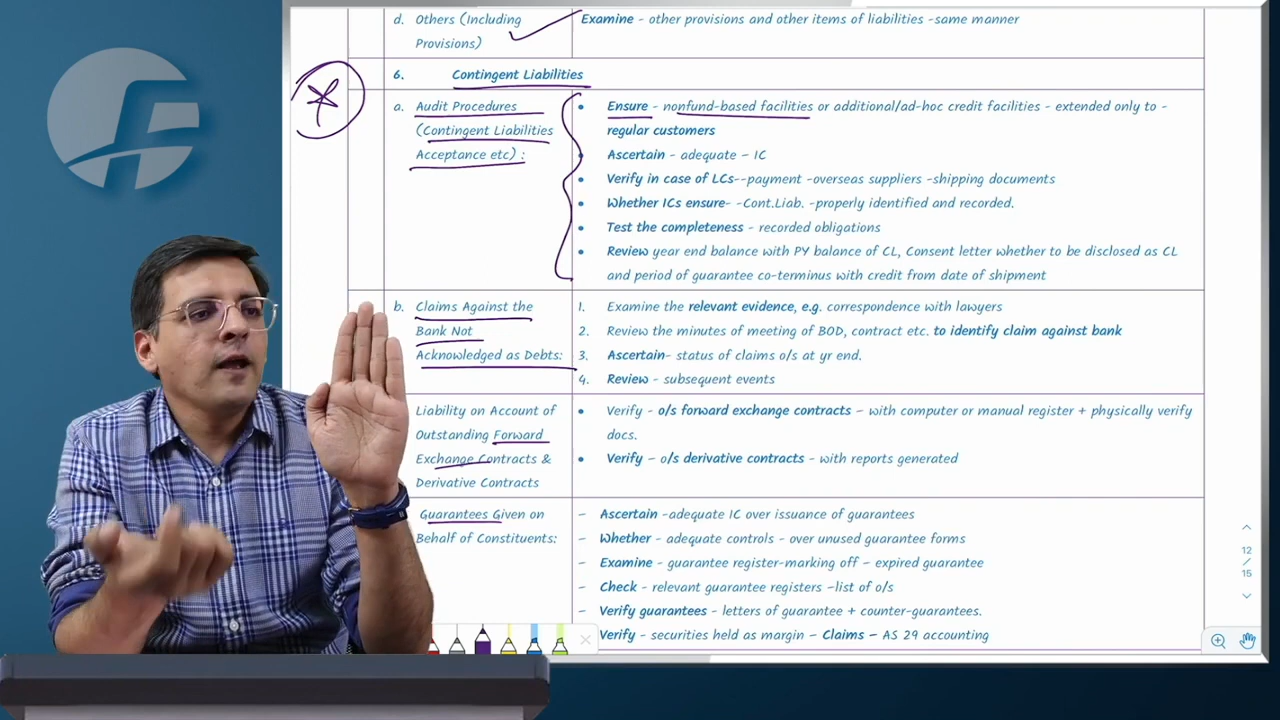 d. Others (Including Examine - other provisions and other items of liabilities -same manner
Provisions)
6. Contingent Liabilities
a. Audit Procedures
(Contingent Liabilities
Acceptance etc) :
• Ensure - nonfund-based facilities or additional/ad-hoc credit facilities - extended only to -
regular customers
• Ascertain - adequate – IC
• Verify in case of LCs--payment -overseas suppliers -shipping documents
• Whether ICs ensure- -Cont.Liab. -properly identified and recorded.
• Test the completeness - recorded obligations
• Review year end balance with PY balance of CL, Consent letter whether to be disclosed as CL
and period of guarantee co-terminus with credit from date of shipment
b. Claims Against the
Bank Not
Acknowledged as Debts:
1. Examine the relevant evidence, e.g. correspondence with lawyers
2. Review the minutes of meeting of BOD, contract etc. to identify claim against bank
3. Ascertain- status of claims o/s at yr end.
4. Review - subsequent events
Liability on Account of
Outstanding Forward
Exchange Contracts &
Derivative Contracts
• Verify - o/s forward exchange contracts – with computer or manual register + physically verify
docs.
• Verify – o/s derivative contracts - with reports generated
Guarantees Given on
Behalf of Constituents:
– Ascertain -adequate IC over issuance of guarantees
– Whether - adequate controls - over unused guarantee forms
– Examine - guarantee register-marking off – expired guarantee
– Check - relevant guarantee registers –list of o/s
– Verify guarantees - letters of guarantee + counter-guarantees.
Verify - securities held as margin – Claims – AS 29 accounting
12
15